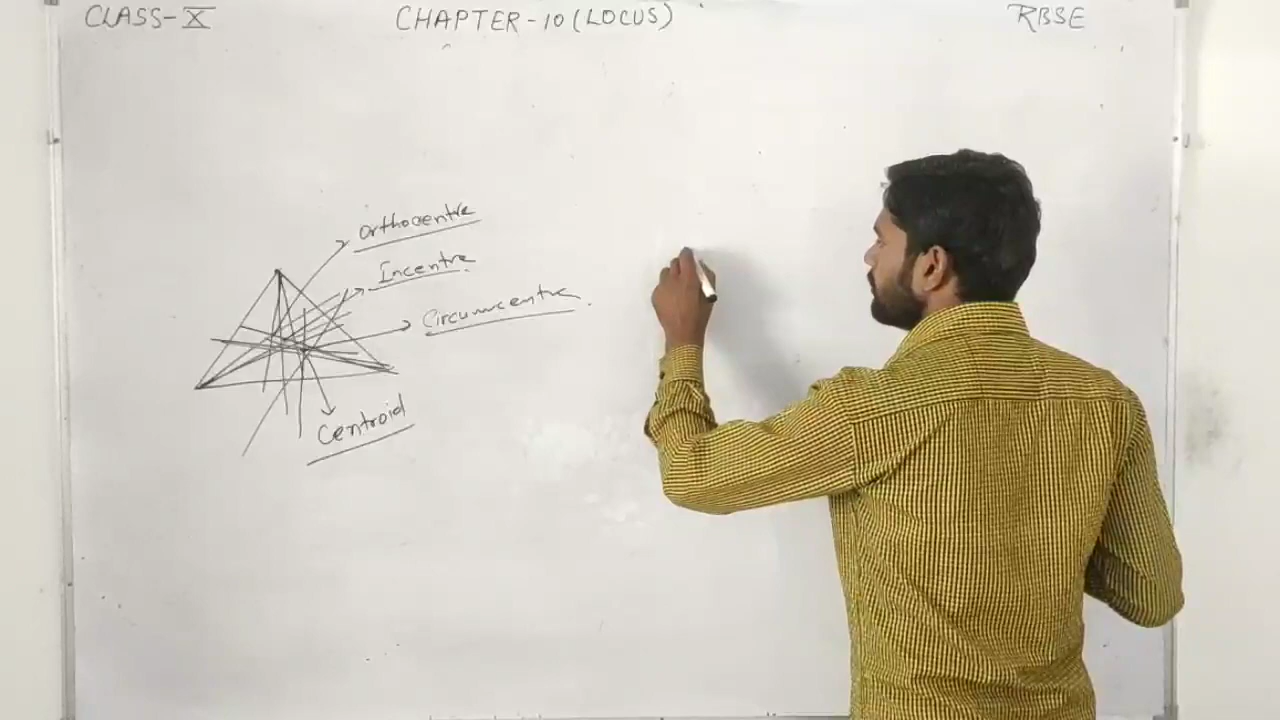 CLASS-X
CHAPTER-10 (LOCUS)
RBSE
Orthocentre
Incentre
Circumcentre.
Centroid